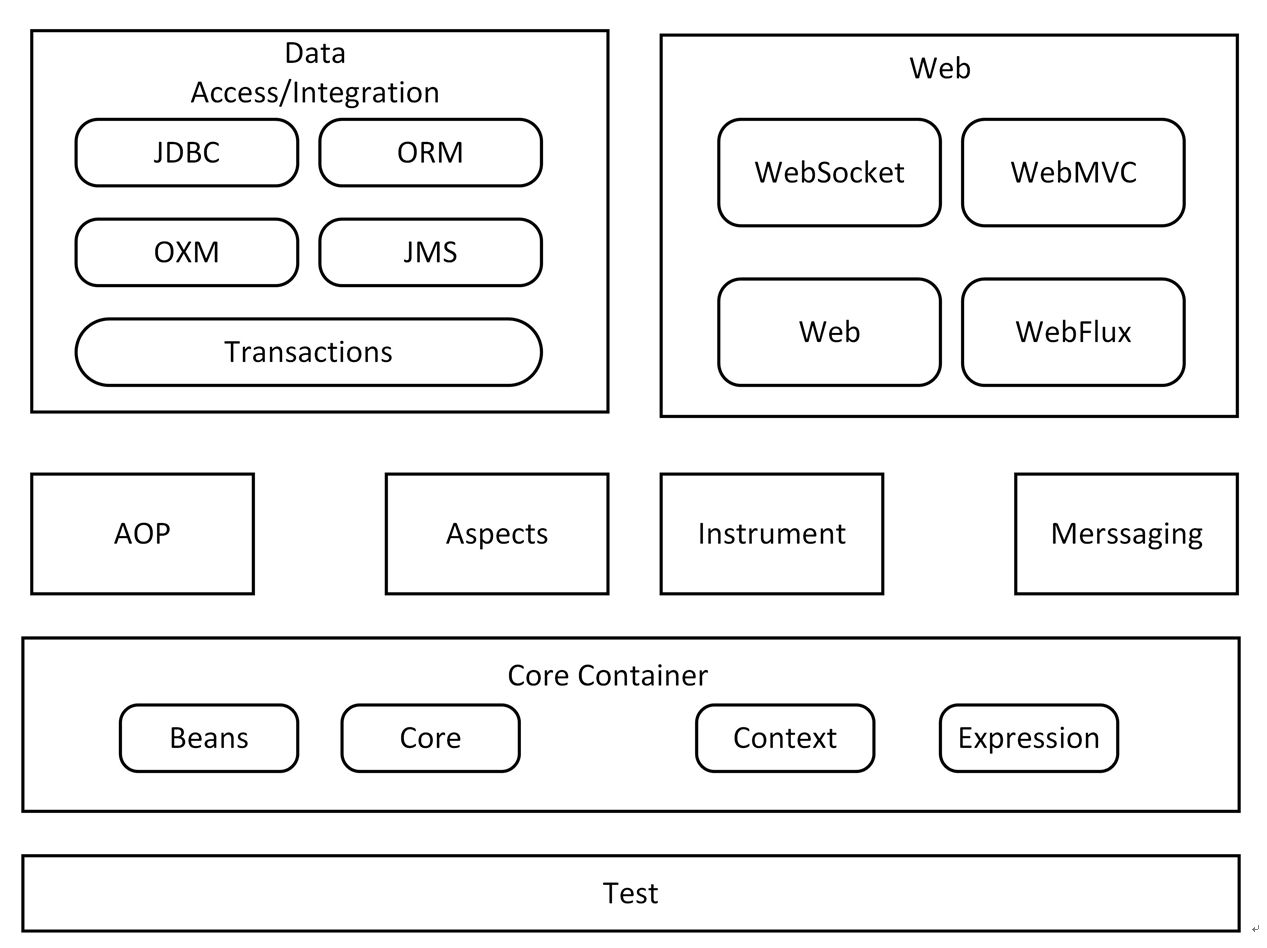 Data
Access/Integration
JDBC
ORM
OXM
JMS
Transactions
Web
WebSocket
WebMVC
Web
WebFlux
AOP
Aspects
Instrument
Merssaging
Core Container
Beans
Core
Context
Expression
Test